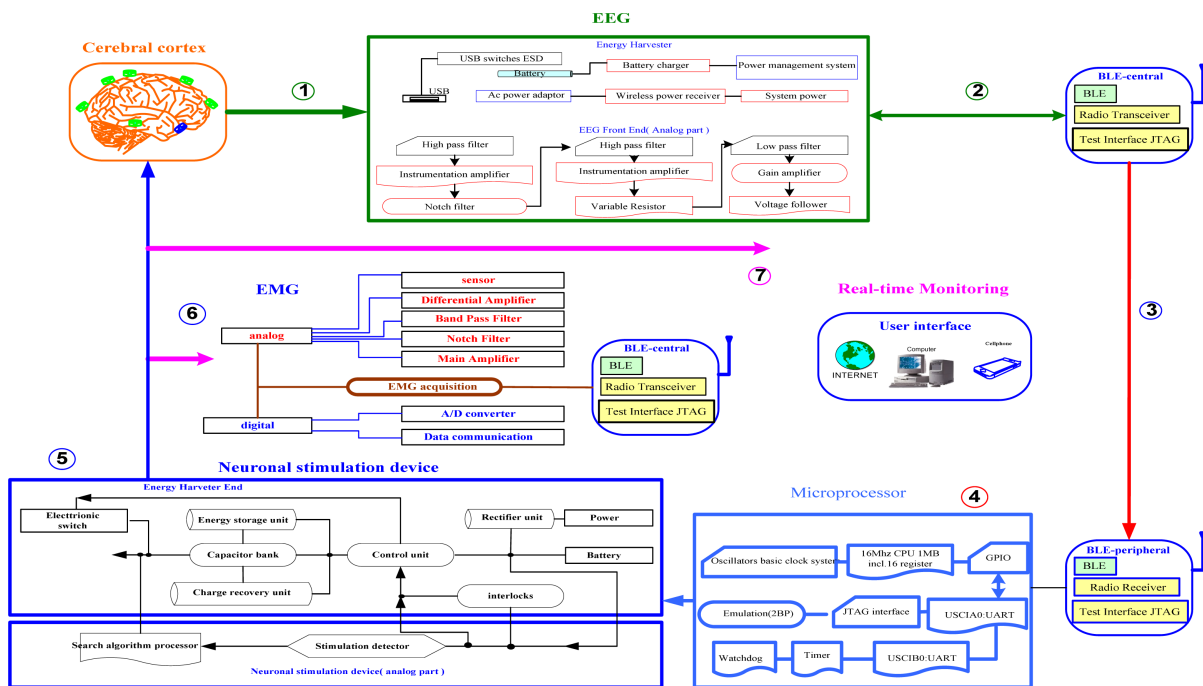 EEG
Cerebral cortex
1
Energy Harvester
USB switches ESD
Battery
Battery charger
Power management system
USB
Ac power adaptor
Wireless power receiver
System power
EEG Front End( Analog part )
High pass filter
High pass filter
Low pass filter
Instrumentation amplifier
Instrumentation amplifier
Gain amplifier
Notch filter
Variable Resistor
Voltage follower
2
BLE-central
BLE
Radio Transceiver
Test Interface JTAG
7
3
6
EMG
analog
sensor
Differential Amplifier
Band Pass Filter
Notch Filter
Main Amplifier
EMG acquisition
digital
A/D converter
Data communication
BLE-central
BLE
Radio Transceiver
Test Interface JTAG
Real-time Monitoring
User interface
INTERNET
Computer
Cellphone
5
Neuronal stimulation device
Energy Harveter End
Electtrionic
switch
Energy storage unit
Capacitor bank
Charge recovery unit
Control unit
Rectifier unit
Power
Battery
interlocks
Search algorithm processor
Stimulation detector
Neuronal stimulation device( analog part )
Microprocessor
4
Oscillators basic clock system
16Mhz CPU 1MB
incl.16 register
GPIO
Emulation(2BP)
JTAG interface
USCIA0:UART
Watchdog
Timer
USCIB0:UART
BLE-peripheral
BLE
Radio Receiver
Test Interface JTAG